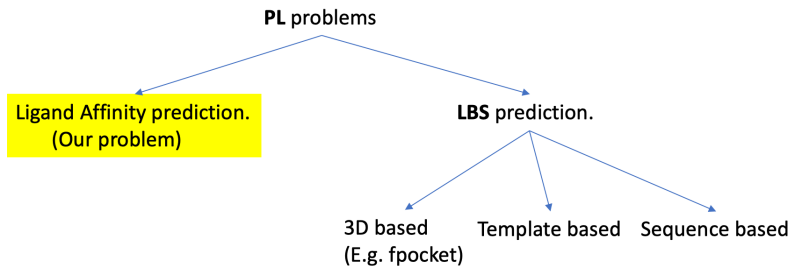 PL problems
Ligand Affinity prediction.
(Our problem)
LBS prediction.
3D based
(E.g. fpocket)
Template based
Sequence based